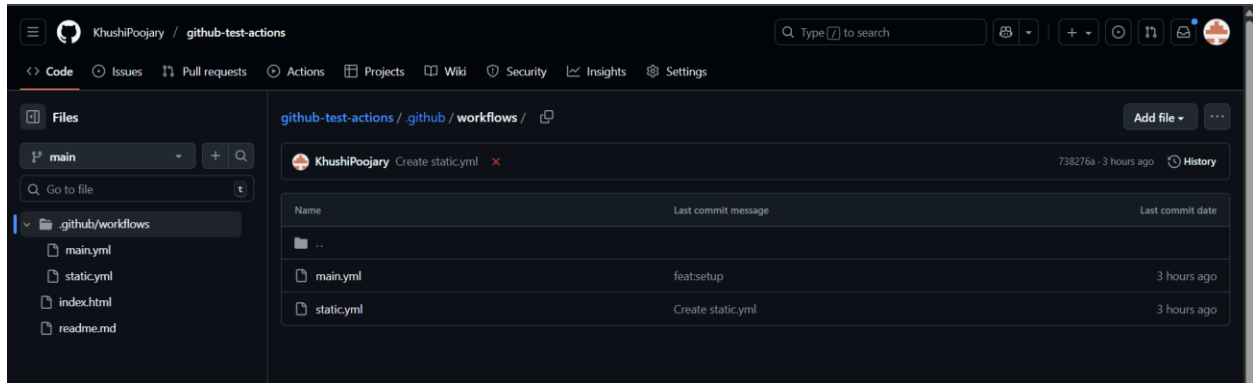 KhushiPoojary / github-test-actions
Type / to search
<> Code Issues Pull requests Actions Projects Wiki Security Insights Settings
Files
main
Go to file t
.github/workflows
main.yml
static.yml
index.html
readme.md
github-test-actions / .github / workflows /
Add file
KhushiPoojary Create static.yml 738276a · 3 hours ago History
Name Last commit message Last commit date
..
main.yml feat:setup 3 hours ago
static.yml Create static.yml 3 hours ago